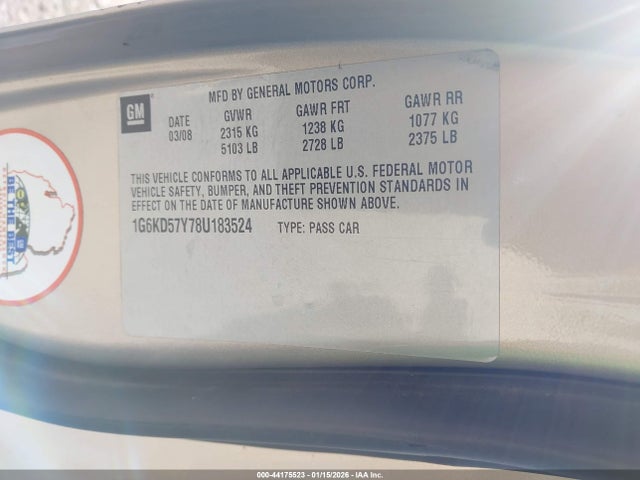 MFD BY GENERAL MOTORS CORP.
GM
DATE GVWR GAWR FRT GAWR RR
03/08 2315 KG 1238 KG 1077 KG
5103 LB 2728 LB 2375 LB
THIS VEHICLE CONFORMS TO ALL APPLICABLE U.S. FEDERAL MOTOR
VEHICLE SAFETY, BUMPER, AND THEFT PREVENTION STANDARDS IN
EFFECT ON THE DATE OF MANUFACTURE SHOWN ABOVE.
1G6KD57Y78U183524 TYPE: PASS CAR
BE THE BEST
000-44175523 - 01/15/2026 - IAA Inc.